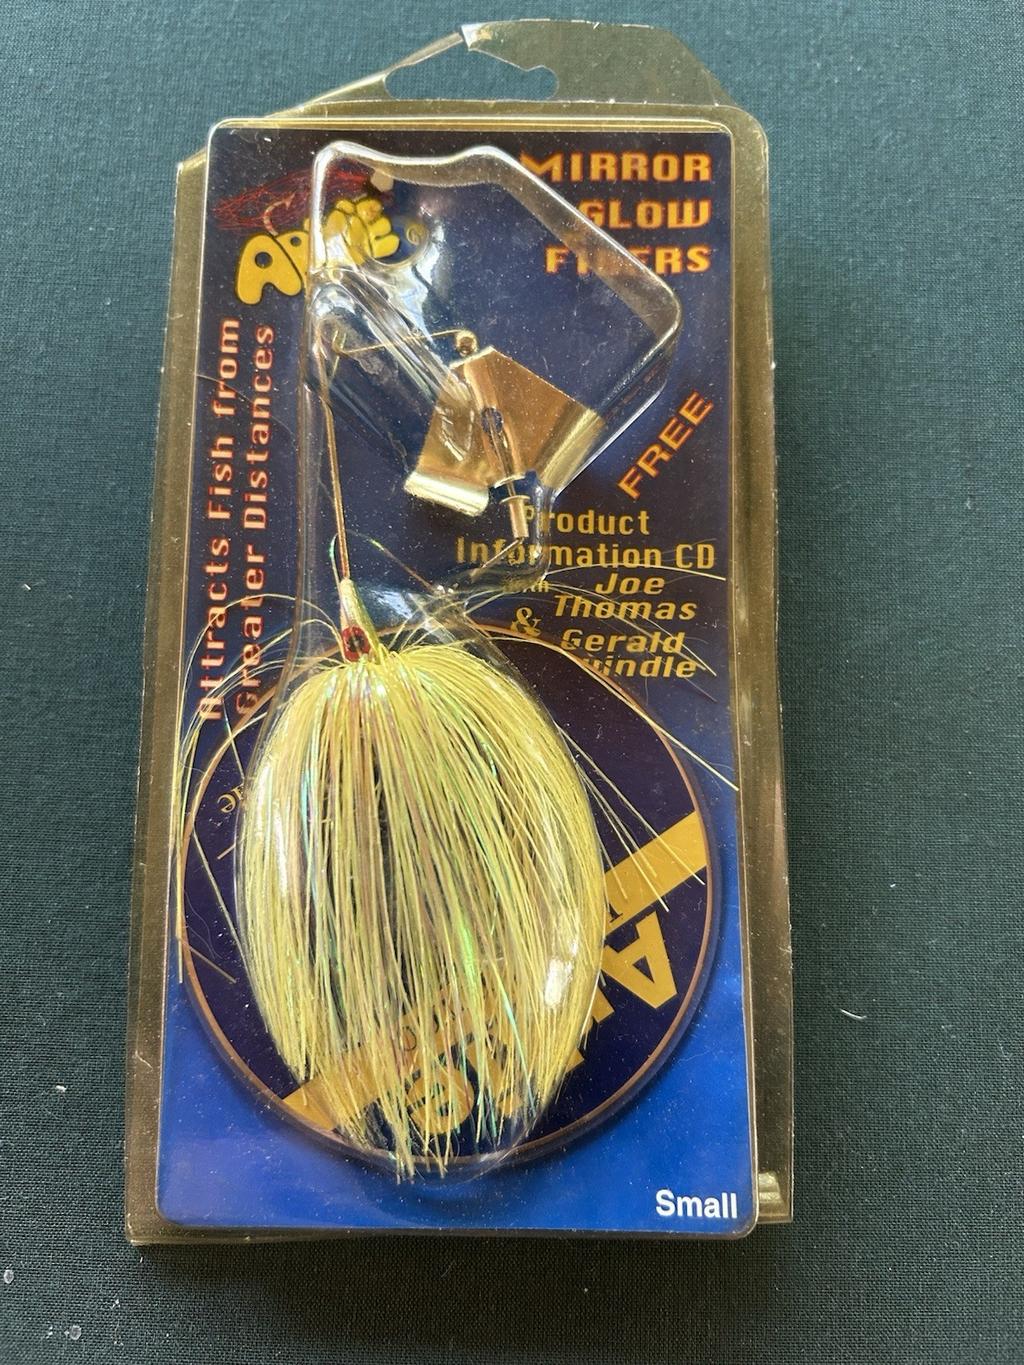 MIRROR
GLOW
FIBERS
Attracts Fish from
Greater Distances
FREE
Product
Information CD
Joe
Thomas
& Gerald
Small